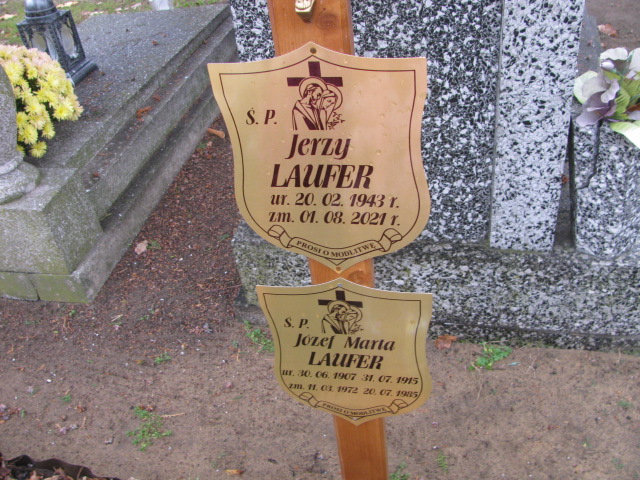 Ś. P.
Jerzy
LAUFER
ur. 20. 02. 1943 r.
zm. 01. 08. 2021 r.
PROSI O MODLITWĘ
Ś. P.
Józef Maria
LAUFER
ur. 30. 06. 1907 31. 07. 1915
zm. 11. 03. 1972 20. 07. 1985
PROSI O MODLITWĘ